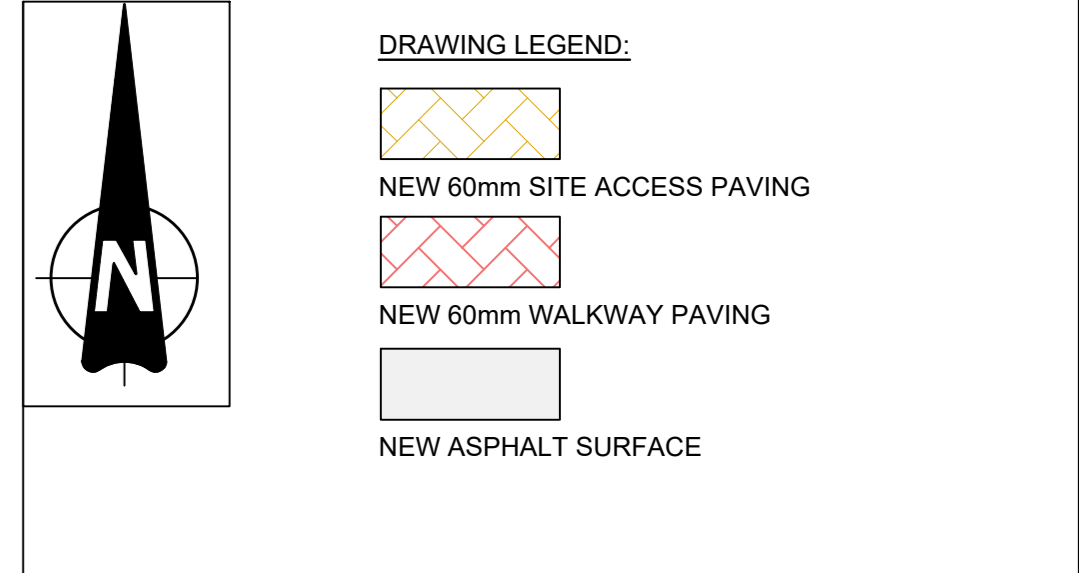 N
DRAWING LEGEND:
NEW 60mm SITE ACCESS PAVING
NEW 60mm WALKWAY PAVING
NEW ASPHALT SURFACE